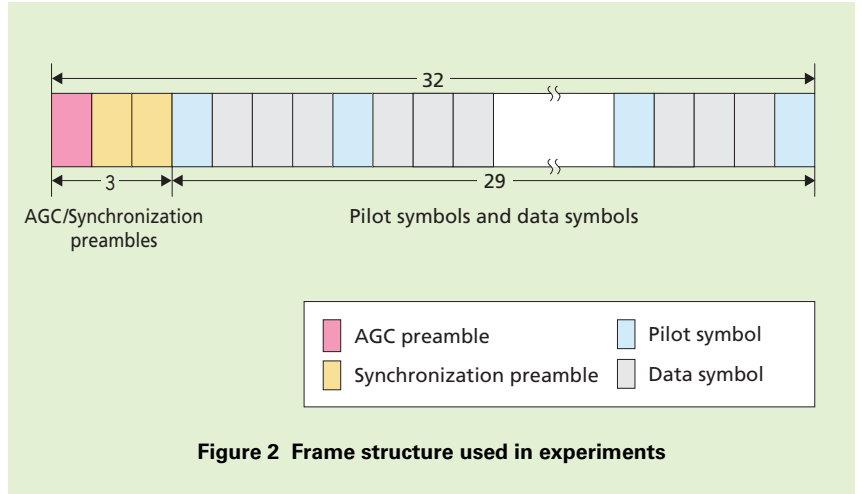 32
3
29
AGC/Synchronization
preambles
Pilot symbols and data symbols
AGC preamble
Pilot symbol
Synchronization preamble
Data symbol
Figure 2 Frame structure used in experiments